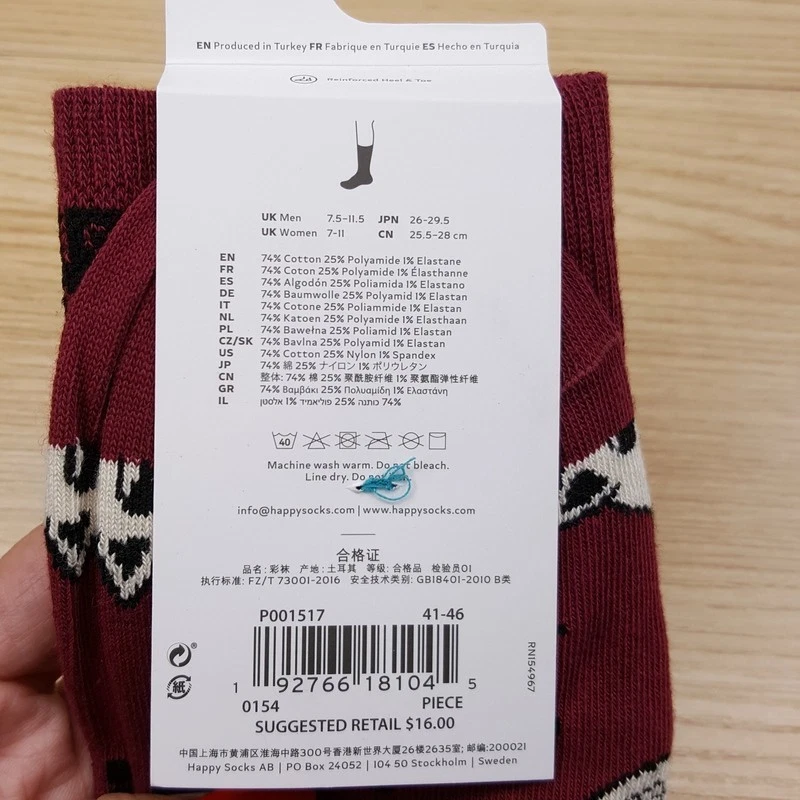 EN Produced in Turkey FR Fabrique en Turquie ES Hecho en Turquia
Reinforced Heel & Toe
UK Men 7.5–11.5 JPN 26-29.5
UK Women 7-11 CN 25.5–28 cm
EN 74% Cotton 25% Polyamide 1% Elastane
FR 74% Coton 25% Polyamide 1% Élasthanne
ES 74% Algodón 25% Poliamida 1% Elastano
DE 74% Baumwolle 25% Polyamid 1% Elastan
IT 74% Cotone 25% Poliammide 1% Elastan
NL 74% Katoen 25% Polyamide 1% Elasthaan
PL 74% Bawełna 25% Poliamid 1% Elastan
CZ/SK 74% Bavlna 25% Polyamid 1% Elastan
US 74% Cotton 25% Nylon 1% Spandex
JP 74% 綿 25% ナイロン 1% ポリウレタン
CN 整体: 74% 棉 25% 聚酰胺纤维 1% 聚氨酯弹性纤维
GR 74% Βαμβάκι 25% Πολυαμίδη 1% Ελαστάνη
IL 74% כותנה 25% פוליאמיד 1% אלסטן
40
Machine wash warm. Do not bleach.
Line dry. Do
info@happysocks.com | www.happysocks.com
合格证
品名: 彩袜 产地: 土耳其 等级: 合格品 检验员01
执行标准: FZ/T 73001-2016 安全技术类别: GB18401-2010 B类
P001517 41-46
1 92766 18104 5
0154 PIECE
SUGGESTED RETAIL $16.00
RN154967
紙
中国上海市黄浦区淮海中路300号香港新世界大厦26楼2635室; 邮编:200021
Happy Socks AB | PO Box 24052 | 104 50 Stockholm | Sweden